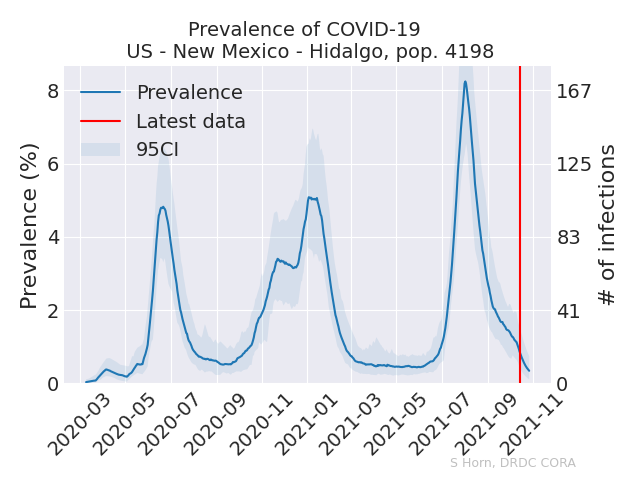 Prevalence of COVID-19
US - New Mexico - Hidalgo, pop. 4198
Prevalence
Latest data
95CI
Prevalence (%)
8
6
4
2
0
167
125
83
41
0
# of infections
2020-03
2020-05
2020-07
2020-09
2020-11
2021-01
2021-03
2021-05
2021-07
2021-09
2021-11
S Horn, DRDC CORA